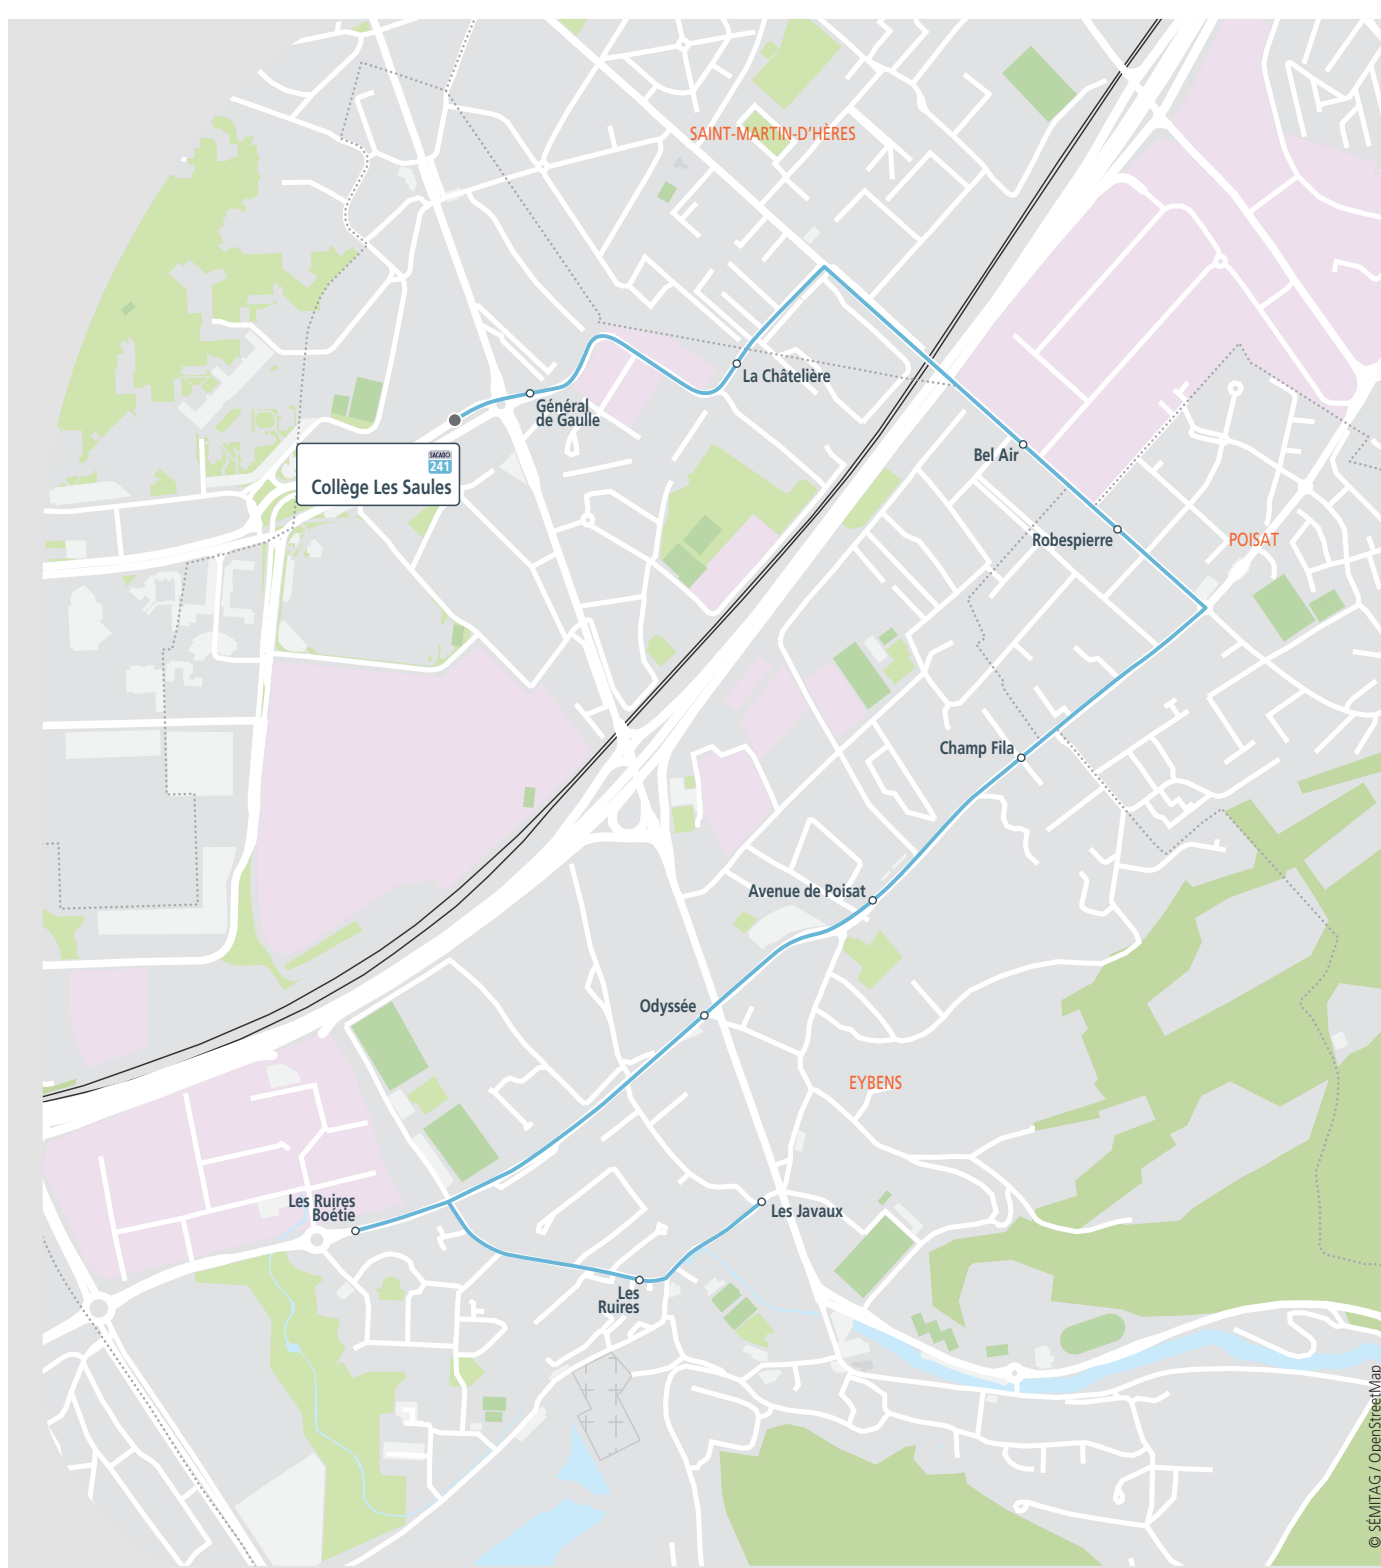 SAINT-MARTIN-D'HÈRES
La Châtelière
Général
de Gaulle
SACADO
241
Collège Les Saules
Bel Air
Robespierre
POISAT
Champ Fila
Avenue de Poisat
Odyssée
EYBENS
Les Ruires
Boétie
Les Javaux
Les
Ruires
© SÉMITAG / OpenStreetMap